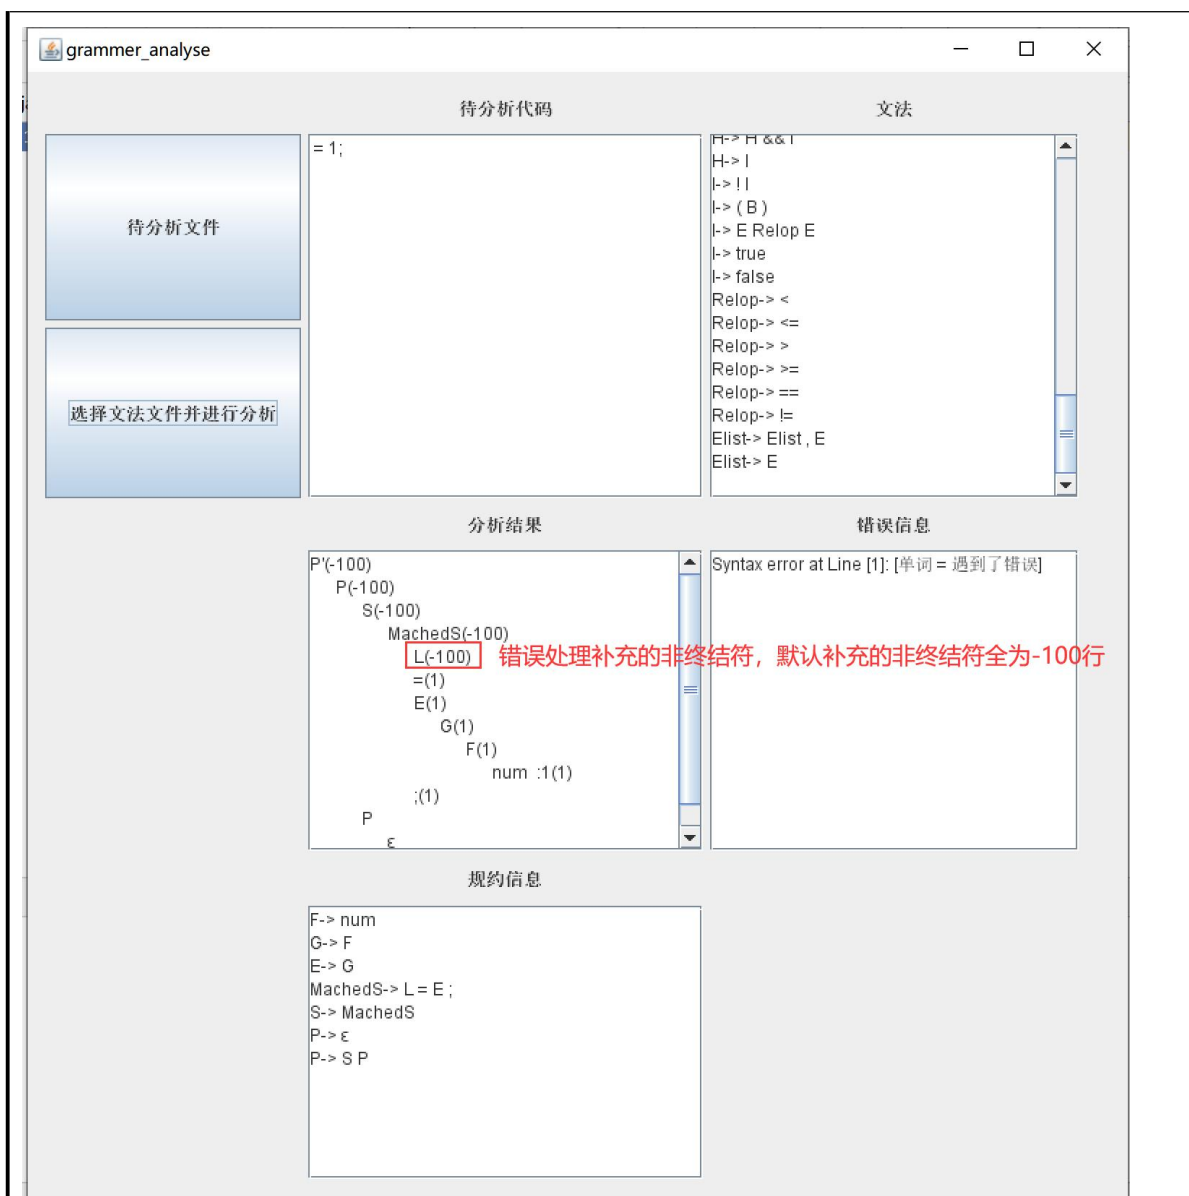 grammer_analyse
待分析代码
文法
待分析文件
选择文法文件并进行分析
= 1;
H-> H && I
H-> I
I-> ! I
I-> ( B )
I-> E Relop E
I-> true
I-> false
Relop-> <
Relop-> <=
Relop-> >
Relop-> >=
Relop-> ==
Relop-> !=
Elist-> Elist , E
Elist-> E
分析结果
错误信息
P'(-100)
P(-100)
S(-100)
MachedS(-100)
L(-100)
=(1)
E(1)
G(1)
F(1)
num :1(1)
;(1)
P
ε
错误处理补充的非终结符，默认补充的非终结符全为-100行
Syntax error at Line [1]: [单词 = 遇到了错误]
规约信息
F-> num
G-> F
E-> G
MachedS-> L = E ;
S-> MachedS
P-> ε
P-> S P